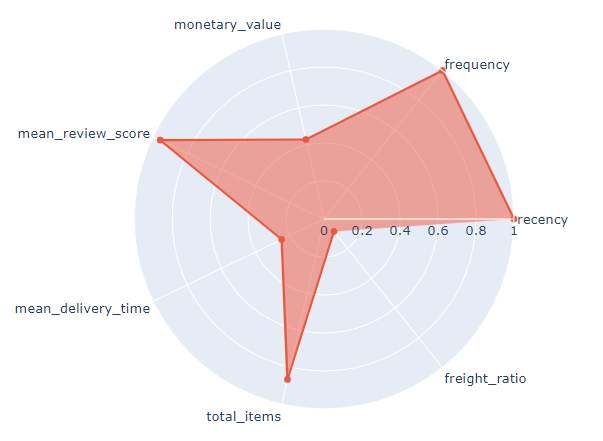 monetary_value
frequency
mean_review_score
recency
0 0.2 0.4 0.6 0.8 1
mean_delivery_time
freight_ratio
total_items